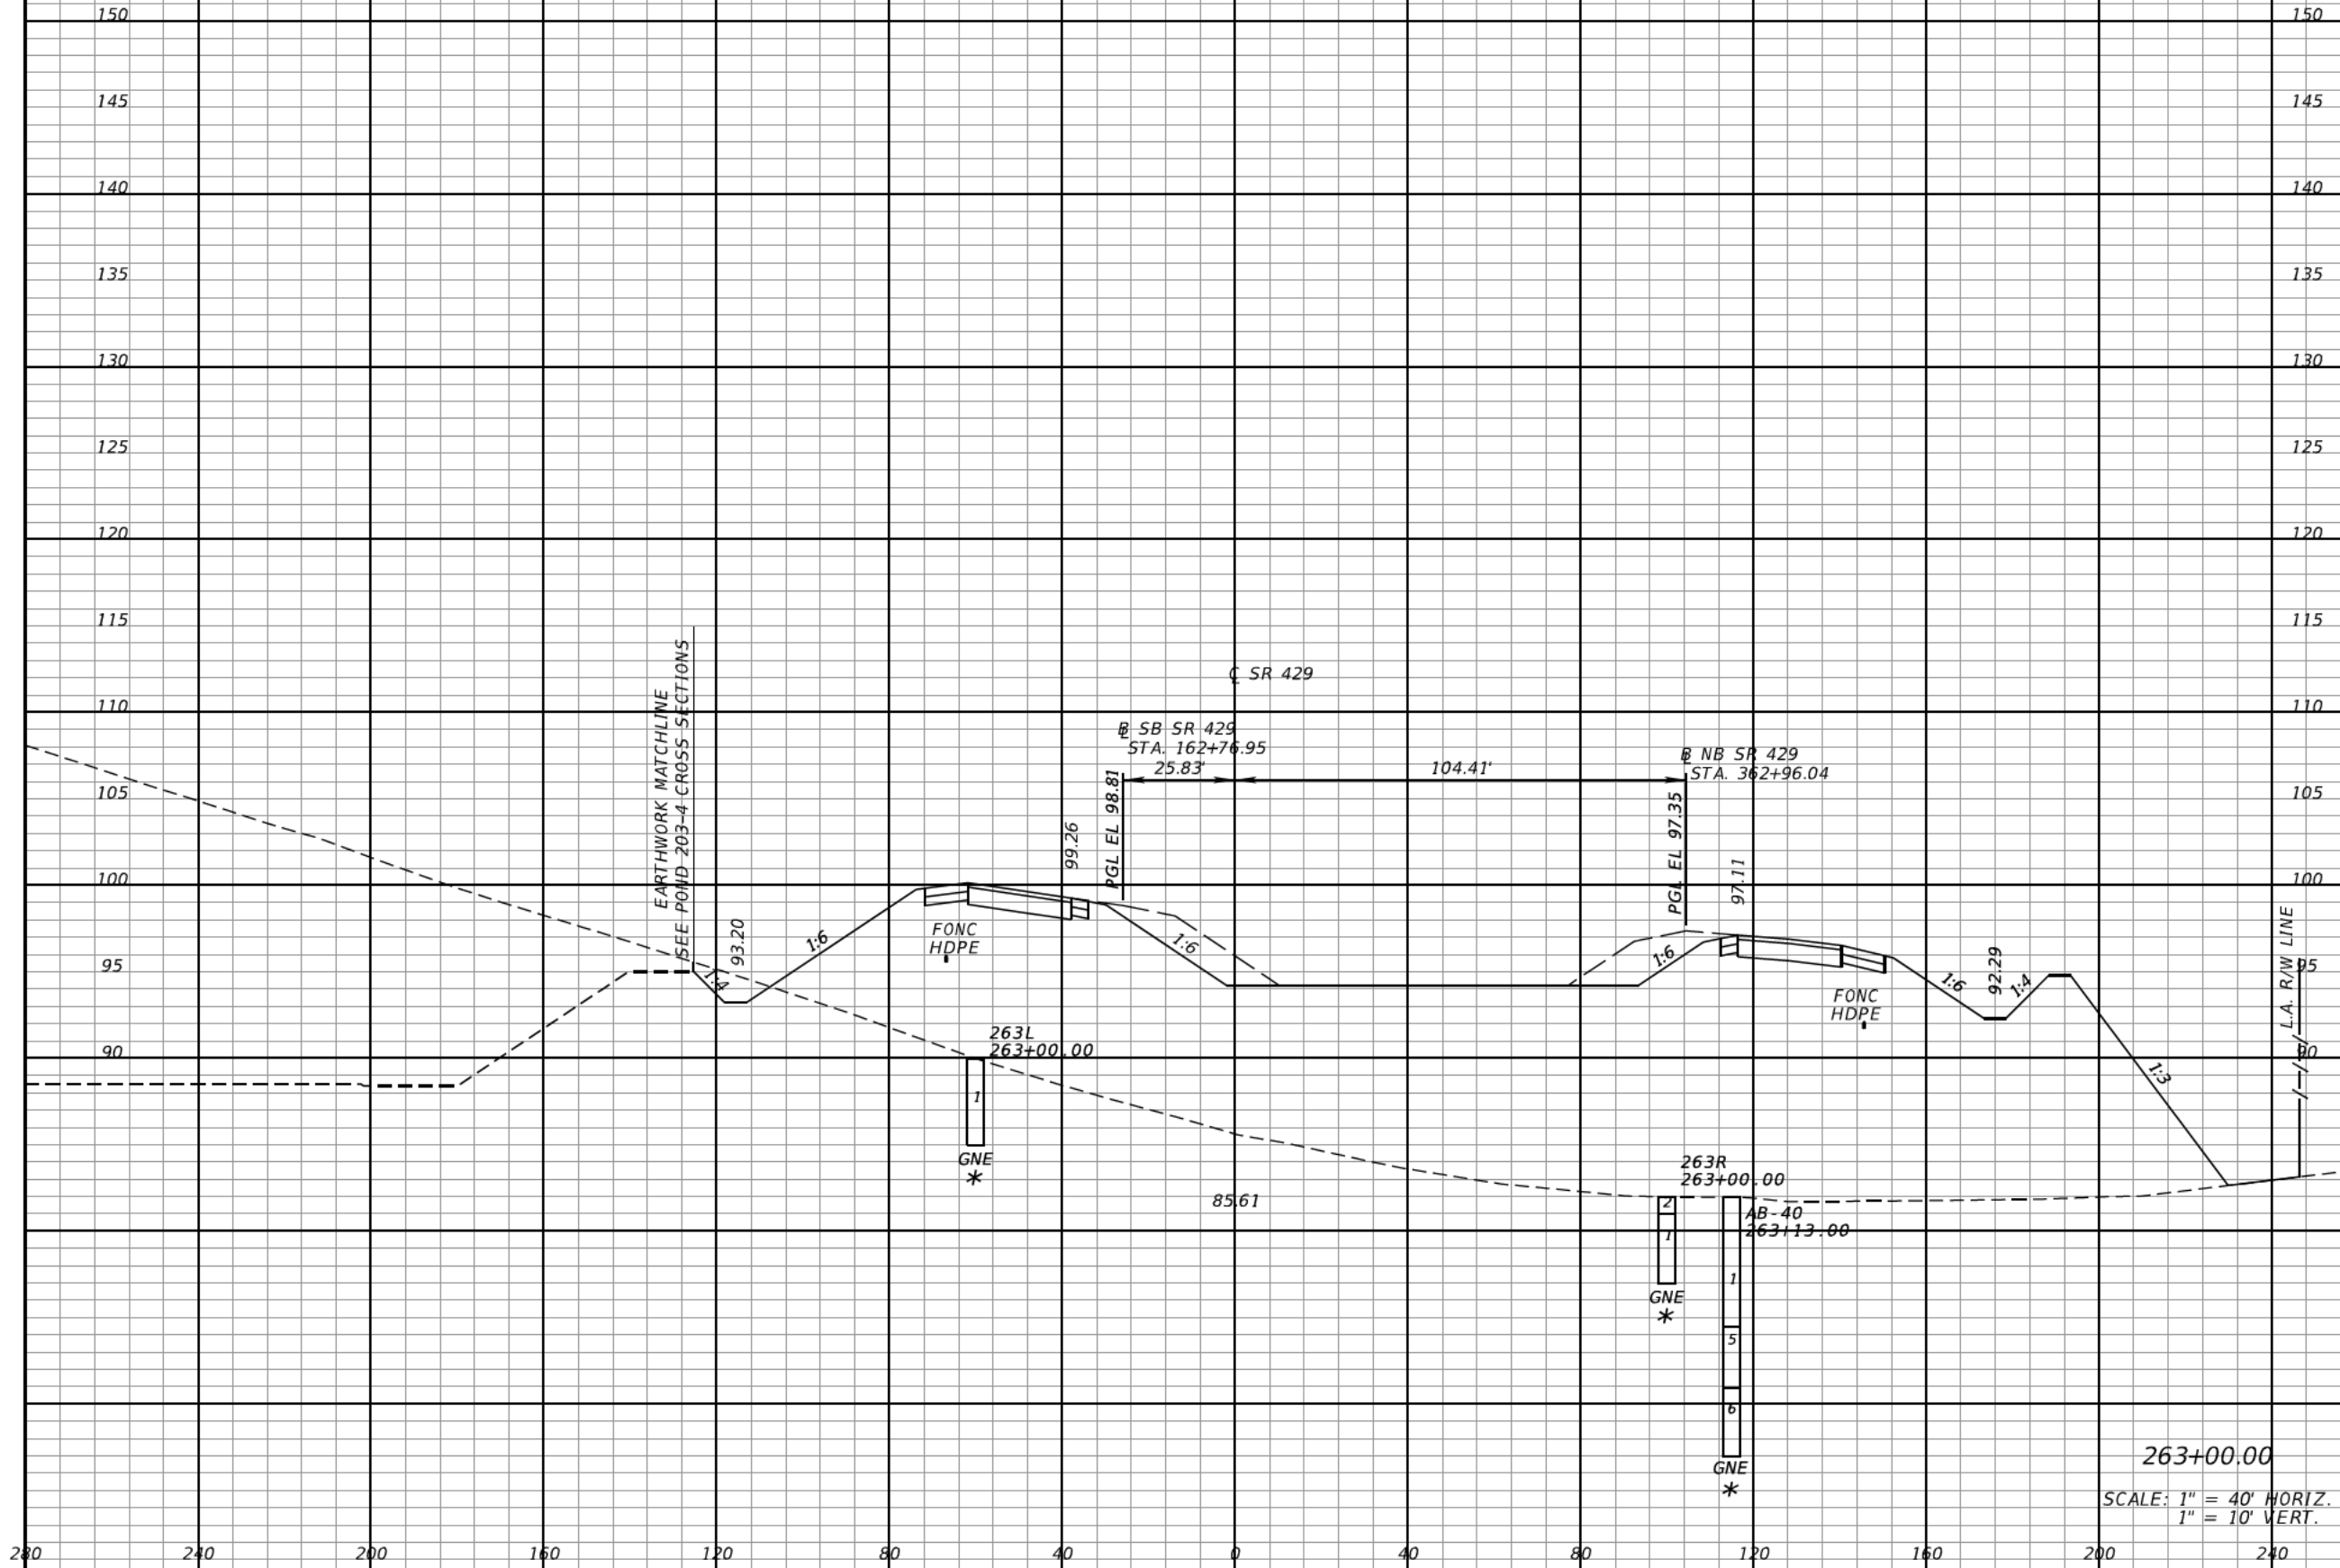 150 150
145 145
140 140
135 135
130 130
125 125
120 120
115 115
EARTHWORK MATCHLINE
SEE POND 203-4 CROSS SECTIONS
℄ SR 429
110 110
B SB SR 429
STA. 162+76.95
25.83'
104.41'
B NB SR 429
STA. 362+96.04
105 105
PGL EL 98.81
99.26
PGL EL 97.35
97.11
100 100
93.20
1:4
1:6
FONC
HDPE
1:6
1:6
FONC
HDPE
1:6
92.29
1:4
L.A. R/W LINE
95 95
90 90
263L
263+00.00
1
GNE
*
1:3
85.61
263R
263+00.00
2
1
GNE
*
AB-40
263+13.00
1
5
6
GNE
*
263+00.00
SCALE: 1" = 40' HORIZ.
1" = 10' VERT.
280 240 200 160 120 80 40 0 40 80 120 160 200 240